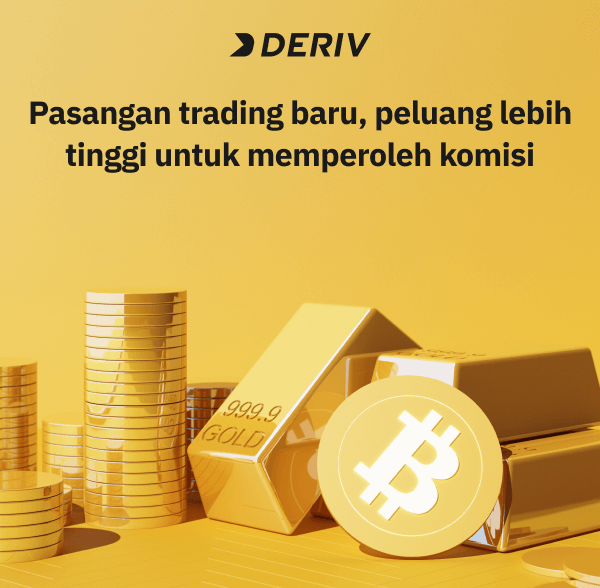 DERIV
Pasangan trading baru, peluang lebih
tinggi untuk memperoleh komisi
999.9
GOLD